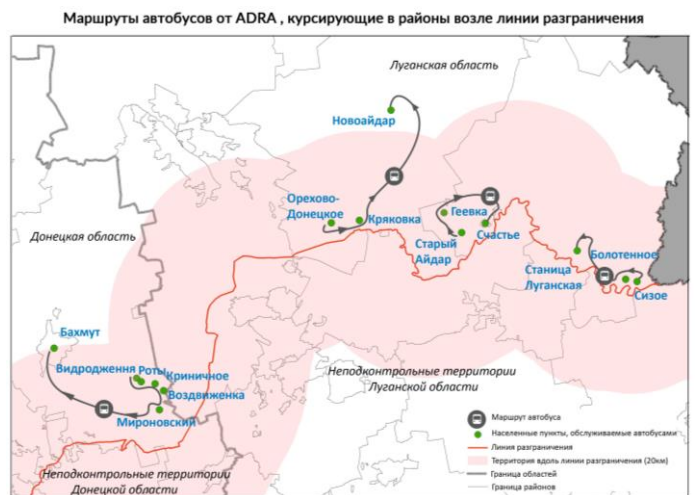 Маршруты автобусов от ADRA , курсирующие в районы возле линии разграничения
Луганская область
Новоайдар
Орехово-
Донецкое
Кряковка
Геевка
Старый
Айдар
Счастье
Донецкая область
Болотенное
Станица
Луганская
Сизое
Бахмут
Видродження
Роты
Криничное
Воздвиженка
Мироновский
Неподконтрольные территории
Луганской области
Неподконтрольные территории
Донецкой области
Маршрут автобуса
Населенные пункты, обслуживаемые автобусами
Линия разграничения
Территория вдоль линии разграничения (20км)
Граница областей
Граница районов